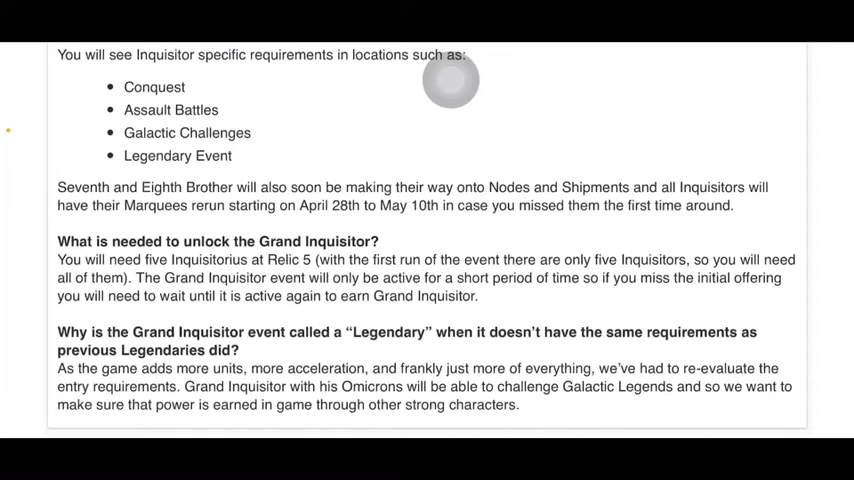 You will see Inquisitor specific requirements in locations such as:
• Conquest
• Assault Battles
• Galactic Challenges
• Legendary Event
Seventh and Eighth Brother will also soon be making their way onto Nodes and Shipments and all Inquisitors will
have their Marquees rerun starting on April 28th to May 10th in case you missed them the first time around.
What is needed to unlock the Grand Inquisitor?
You will need five Inquisitorius at Relic 5 (with the first run of the event there are only five Inquisitors, so you will need
all of them). The Grand Inquisitor event will only be active for a short period of time so if you miss the initial offering
you will need to wait until it is active again to earn Grand Inquisitor.
Why is the Grand Inquisitor event called a “Legendary” when it doesn’t have the same requirements as
previous Legendaries did?
As the game adds more units, more acceleration, and frankly just more of everything, we’ve had to re-evaluate the
entry requirements. Grand Inquisitor with his Omicrons will be able to challenge Galactic Legends and so we want to
make sure that power is earned in game through other strong characters.